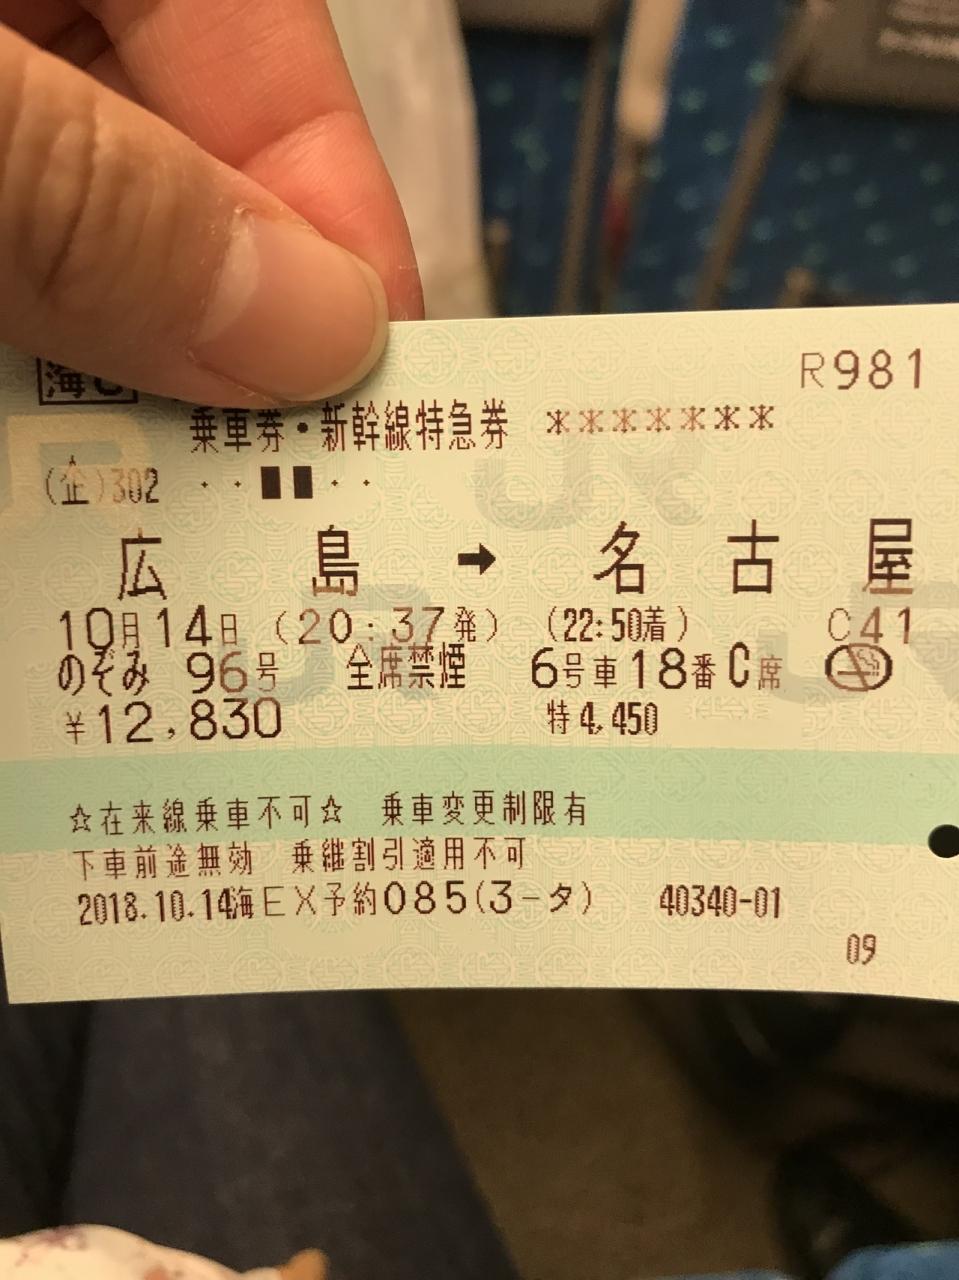 R981
乗車券・新幹線特急券 *******
(企)302 ・・■■・・
広島 → 名古屋
10月14日 (20:37発) (22:50着) C41
のぞみ 96号 全席禁煙 6号車18番C席
¥12,830 特4,450
☆在来線乗車不可☆ 乗車変更制限有
下車前途無効 乗継割引適用不可
2018.10.14海EX予約085(3-タ) 40340-01
09